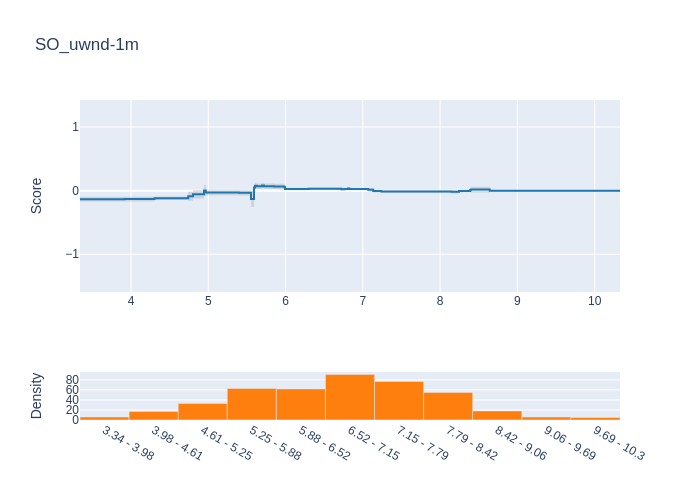 SO_uwnd-1m
Score
1
0
−1
4 5 6 7 8 9 10
Density
80
60
40
20
0
3.34 - 3.98
3.98 - 4.61
4.61 - 5.25
5.25 - 5.88
5.88 - 6.52
6.52 - 7.15
7.15 - 7.79
7.79 - 8.42
8.42 - 9.06
9.06 - 9.69
9.69 - 10.3